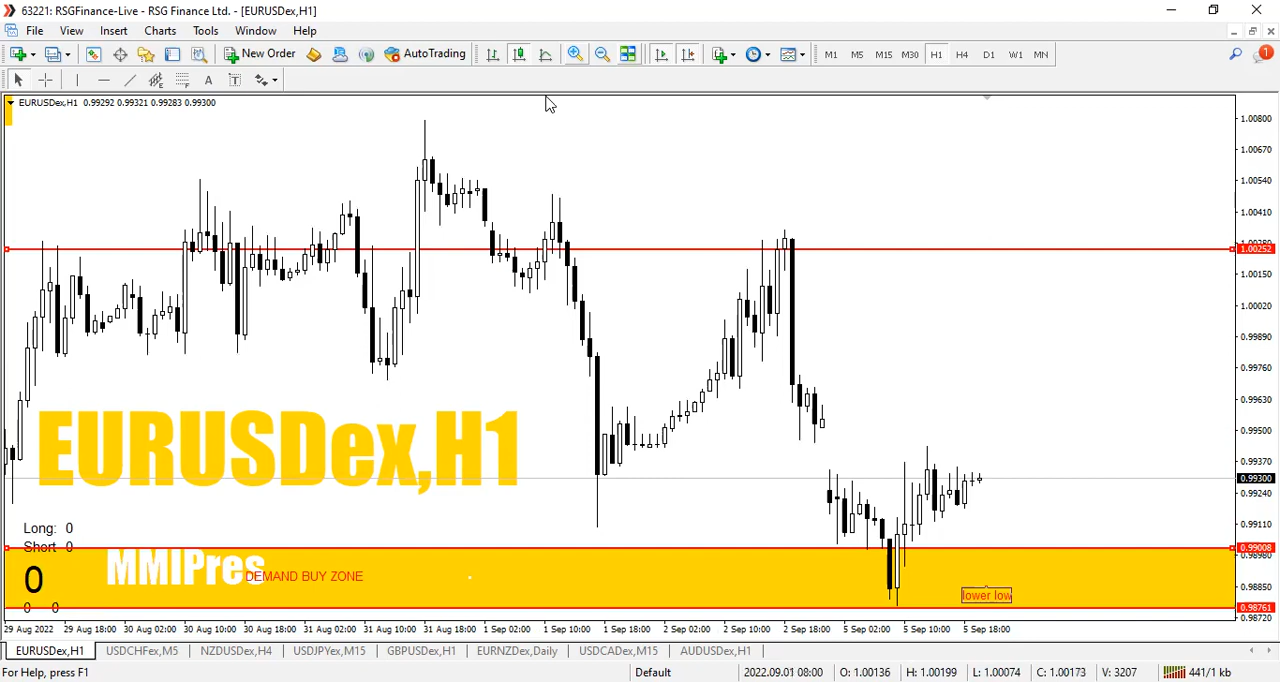 63221: RSGFinance-Live - RSG Finance Ltd. - [EURUSDex,H1]
File View Insert Charts Tools Window Help
New Order AutoTrading M1 M5 M15 M30 H1 H4 D1 W1 MN 1
A T
EURUSDex,H1 0.99292 0.99321 0.99283 0.99300
1.00800
1.00670
1.00540
1.00410
1.00252
1.00150
1.00020
0.99890
0.99760
0.99630
0.99500
EURUSDex,H1
0.99370
0.99300
0.99240
0.99110
Long: 0
Short 0
0.99008
0.98980
MMIPres
DEMAND BUY ZONE
0
0.98850
lower low
0 0
0.98761
0.98720
29 Aug 2022 29 Aug 18:00 30 Aug 02:00 30 Aug 10:00 30 Aug 18:00 31 Aug 02:00 31 Aug 10:00 31 Aug 18:00 1 Sep 02:00 1 Sep 10:00 1 Sep 18:00 2 Sep 02:00 2 Sep 10:00 2 Sep 18:00 5 Sep 02:00 5 Sep 10:00 5 Sep 18:00
EURUSDex,H1 USDCHFex,M5 NZDUSDex,H4 USDJPYex,M15 GBPUSDex,H1 EURNZDex,Daily USDCADex,M15 AUDUSDex,H1
For Help, press F1 Default 2022.09.01 08:00 O: 1.00136 H: 1.00199 L: 1.00074 C: 1.00173 V: 3207 441/1 kb